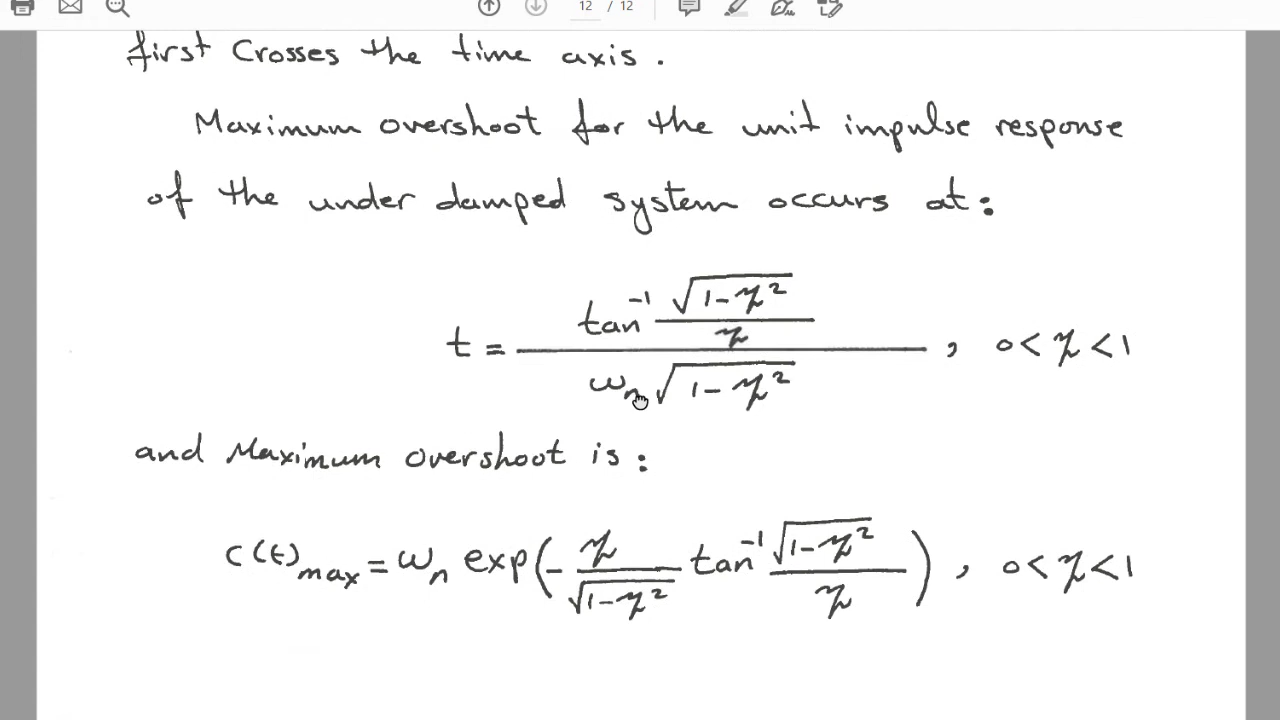 12 / 12
first Crosses the time axis.
Maximum overshoot for the unit impulse response
of the under damped system occurs at:
t = tan⁻¹ (√(1-ζ²) / ζ) / (ωn √(1-ζ²)) , 0<ζ<1
and Maximum overshoot is:
c(t)max = ωn exp(- ζ/√(1-ζ²) tan⁻¹ √(1-ζ²)/ζ) , 0<ζ<1